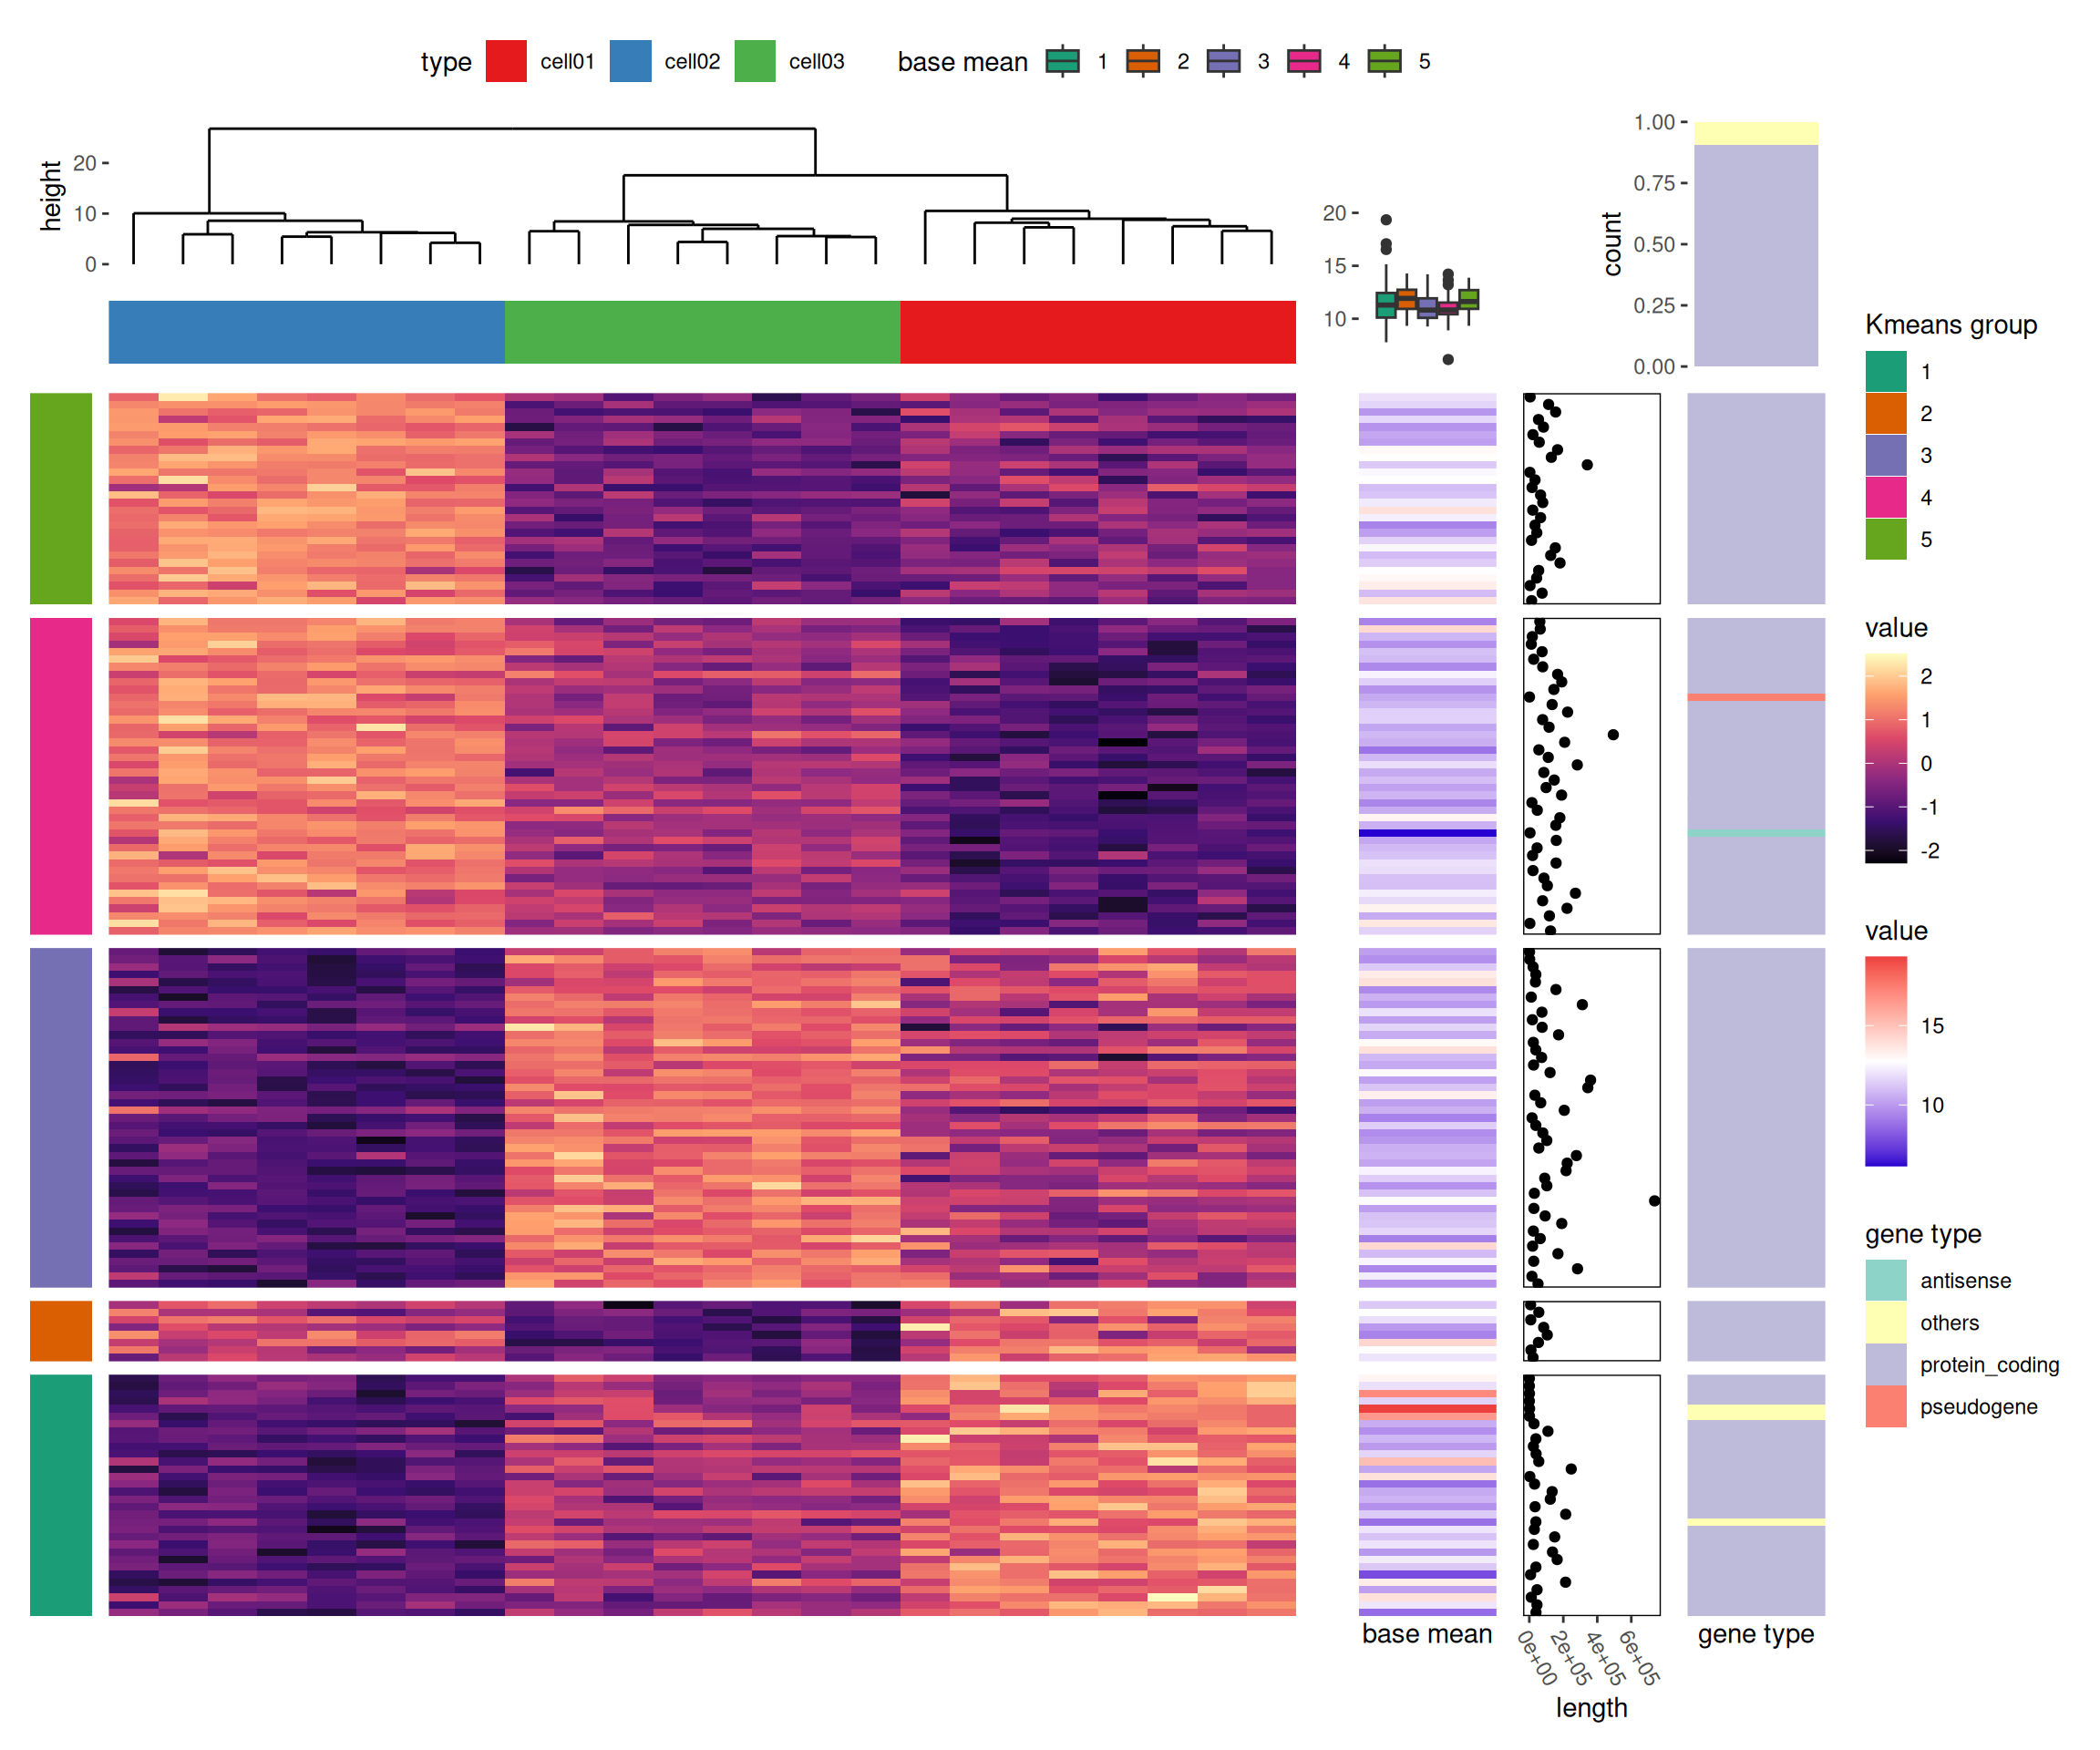 type cell01 cell02 cell03 base mean 1 2 3 4 5
height
20
10
0
20
15
10
count
1.00
0.75
0.50
0.25
0.00
Kmeans group
1
2
3
4
5
value
2
1
0
-1
-2
value
15
10
gene type
antisense
others
protein_coding
pseudogene
base mean
0e+00 2e+05 4e+05 6e+05
length
gene type